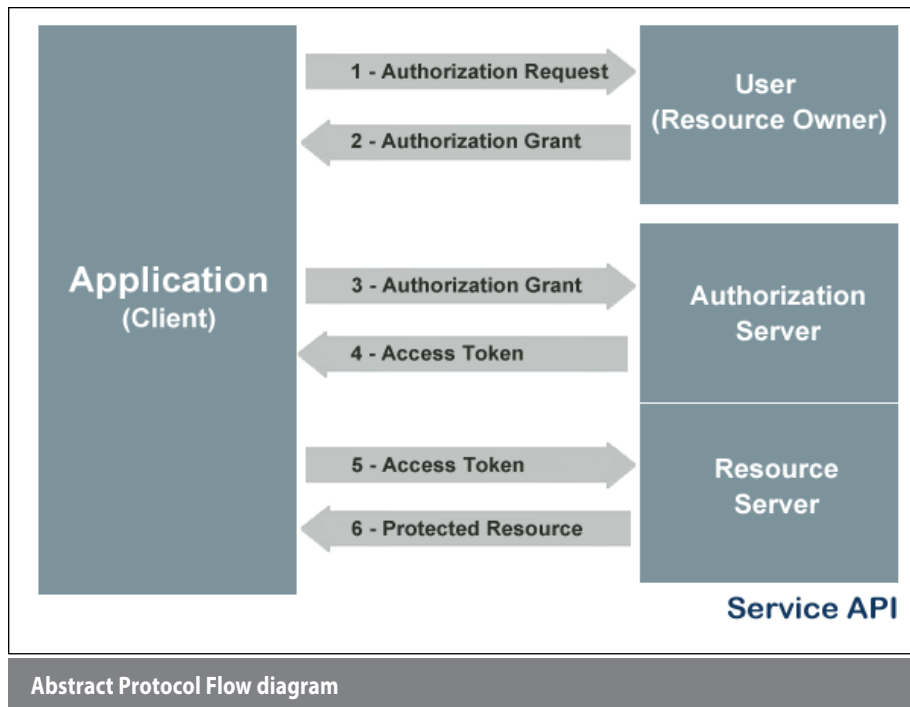 Application
(Client)
1 - Authorization Request
2 - Authorization Grant
User
(Resource Owner)
3 - Authorization Grant
4 - Access Token
Authorization
Server
5 - Access Token
6 - Protected Resource
Resource
Server
Service API
Abstract Protocol Flow diagram